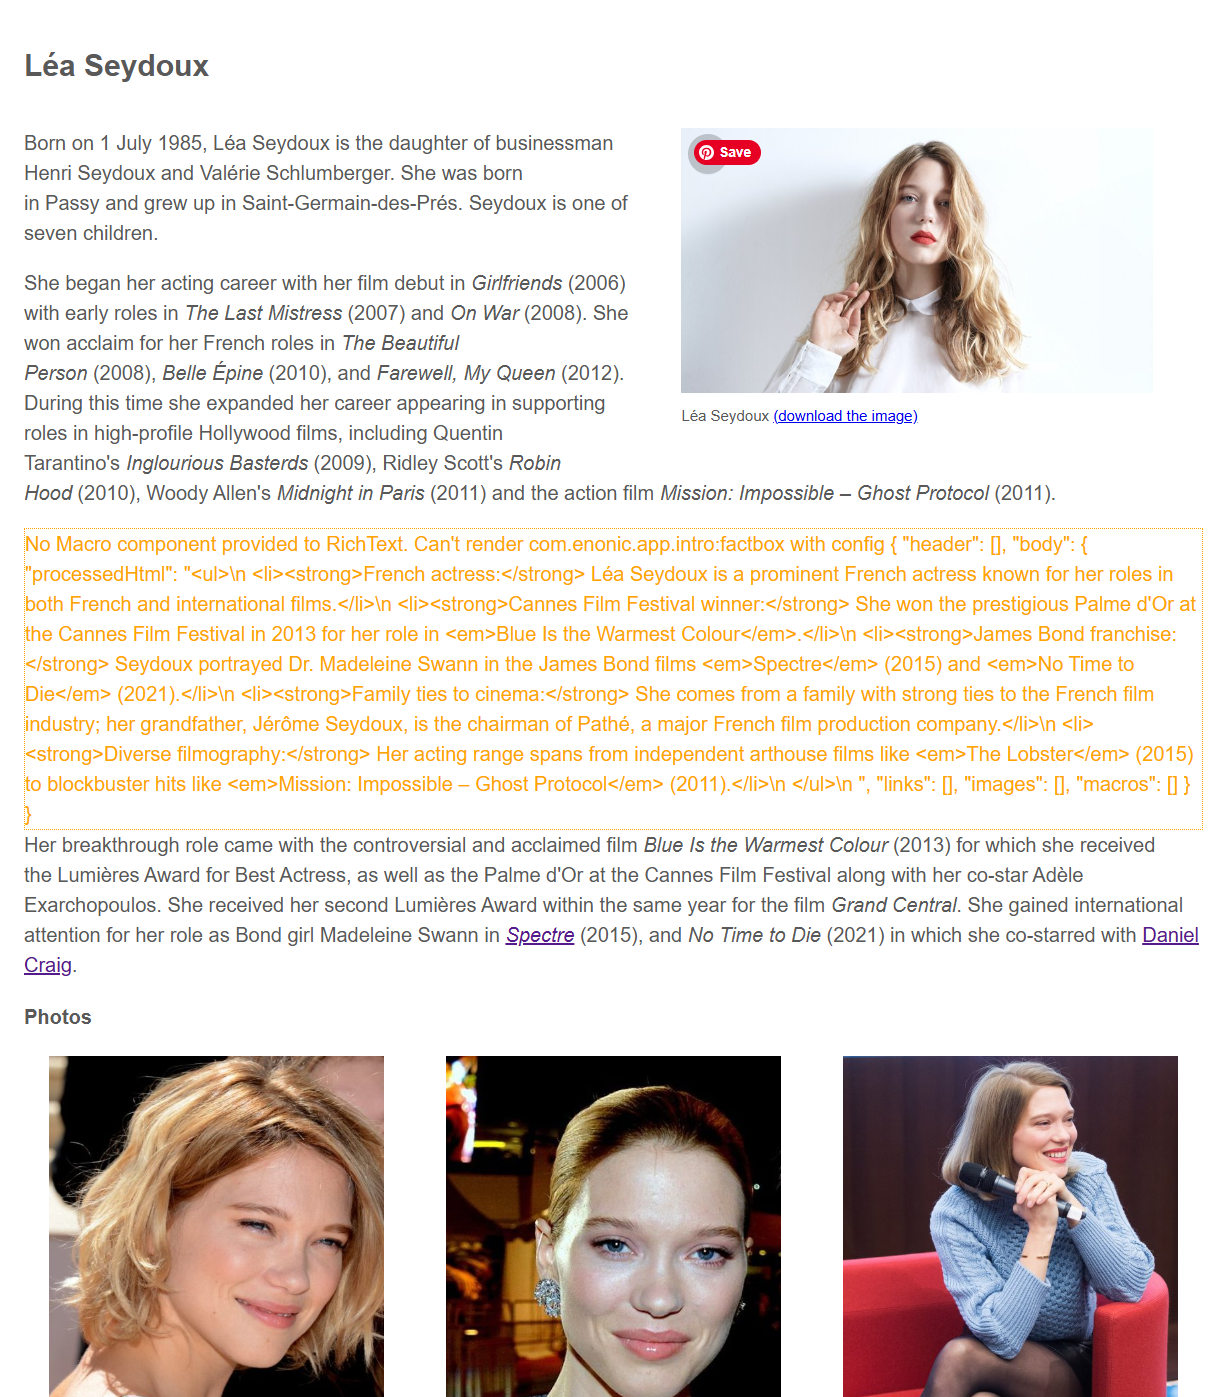 Léa Seydoux
Born on 1 July 1985, Léa Seydoux is the daughter of businessman
Henri Seydoux and Valérie Schlumberger. She was born
in Passy and grew up in Saint-Germain-des-Prés. Seydoux is one of
seven children.
She began her acting career with her film debut in Girlfriends (2006)
with early roles in The Last Mistress (2007) and On War (2008). She
won acclaim for her French roles in The Beautiful
Person (2008), Belle Épine (2010), and Farewell, My Queen (2012).
During this time she expanded her career appearing in supporting
roles in high-profile Hollywood films, including Quentin
Tarantino's Inglourious Basterds (2009), Ridley Scott's Robin
Hood (2010), Woody Allen's Midnight in Paris (2011) and the action film Mission: Impossible – Ghost Protocol (2011).
Save
Léa Seydoux (download the image)
No Macro component provided to RichText. Can't render com.enonic.app.intro:factbox with config { "header": [], "body": {
"processedHtml": "<ul>\n <li><strong>French actress:</strong> Léa Seydoux is a prominent French actress known for her roles in
both French and international films.</li>\n <li><strong>Cannes Film Festival winner:</strong> She won the prestigious Palme d'Or at
the Cannes Film Festival in 2013 for her role in <em>Blue Is the Warmest Colour</em>.</li>\n <li><strong>James Bond franchise:
</strong> Seydoux portrayed Dr. Madeleine Swann in the James Bond films <em>Spectre</em> (2015) and <em>No Time to
Die</em> (2021).</li>\n <li><strong>Family ties to cinema:</strong> She comes from a family with strong ties to the French film
industry; her grandfather, Jérôme Seydoux, is the chairman of Pathé, a major French film production company.</li>\n <li>
<strong>Diverse filmography:</strong> Her acting range spans from independent arthouse films like <em>The Lobster</em> (2015)
to blockbuster hits like <em>Mission: Impossible – Ghost Protocol</em> (2011).</li>\n </ul>\n ", "links": [], "images": [], "macros": [] }
}
Her breakthrough role came with the controversial and acclaimed film Blue Is the Warmest Colour (2013) for which she received
the Lumières Award for Best Actress, as well as the Palme d'Or at the Cannes Film Festival along with her co-star Adèle
Exarchopoulos. She received her second Lumières Award within the same year for the film Grand Central. She gained international
attention for her role as Bond girl Madeleine Swann in Spectre (2015), and No Time to Die (2021) in which she co-starred with Daniel
Craig.
Photos